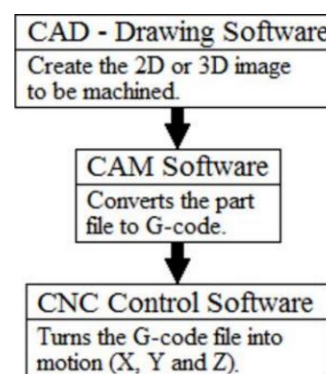 CAD - Drawing Software
Create the 2D or 3D image
to be machined.
CAM Software
Converts the part
file to G-code.
CNC Control Software
Turns the G-code file into
motion (X, Y and Z).